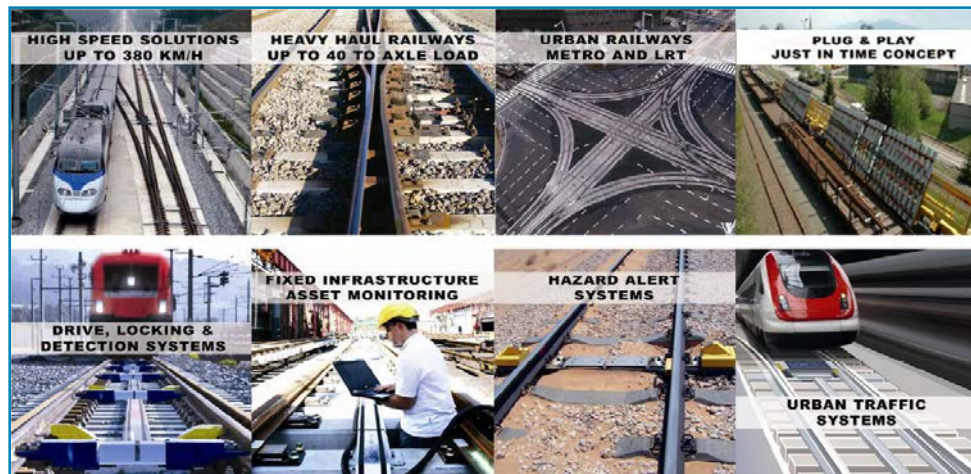 HIGH SPEED SOLUTIONS
UP TO 380 KM/H
HEAVY HAUL RAILWAYS
UP TO 40 TO AXLE LOAD
URBAN RAILWAYS
METRO AND LRT
PLUG & PLAY
JUST IN TIME CONCEPT
DRIVE, LOCKING &
DETECTION SYSTEMS
FIXED INFRASTRUCTURE
ASSET MONITORING
HAZARD ALERT
SYSTEMS
URBAN TRAFFIC
SYSTEMS